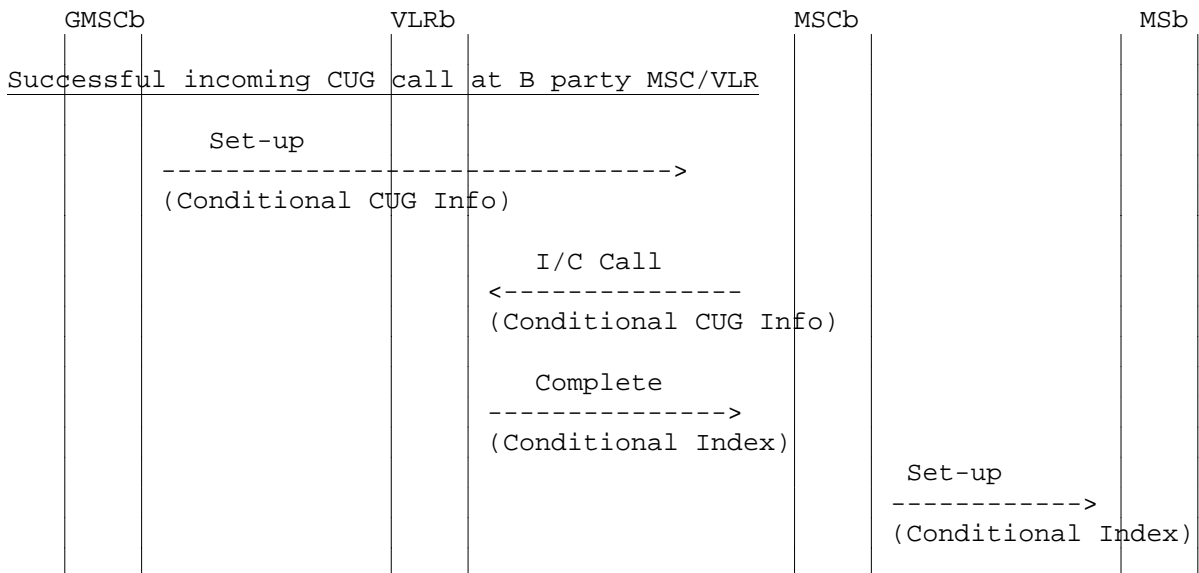 GMSCb VLRb MSCb MSb
Successful incoming CUG call at B party MSC/VLR
Set-up
--------------------------------->
(Conditional CUG Info)
I/C Call
<---------------
(Conditional CUG Info)
Complete
--------------->
(Conditional Index)
Set-up
------------>
(Conditional Index)